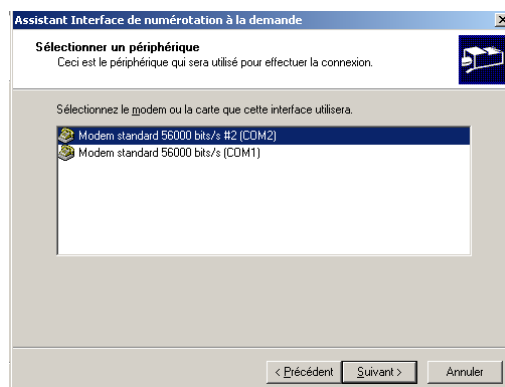 Assistant Interface de numérotation à la demande
Sélectionner un périphérique
Ceci est le périphérique qui sera utilisé pour effectuer la connexion.
Sélectionnez le modem ou la carte que cette interface utilisera.
Modem standard 56000 bits/s #2 (COM2)
Modem standard 56000 bits/s (COM1)
< Précédent Suivant > Annuler